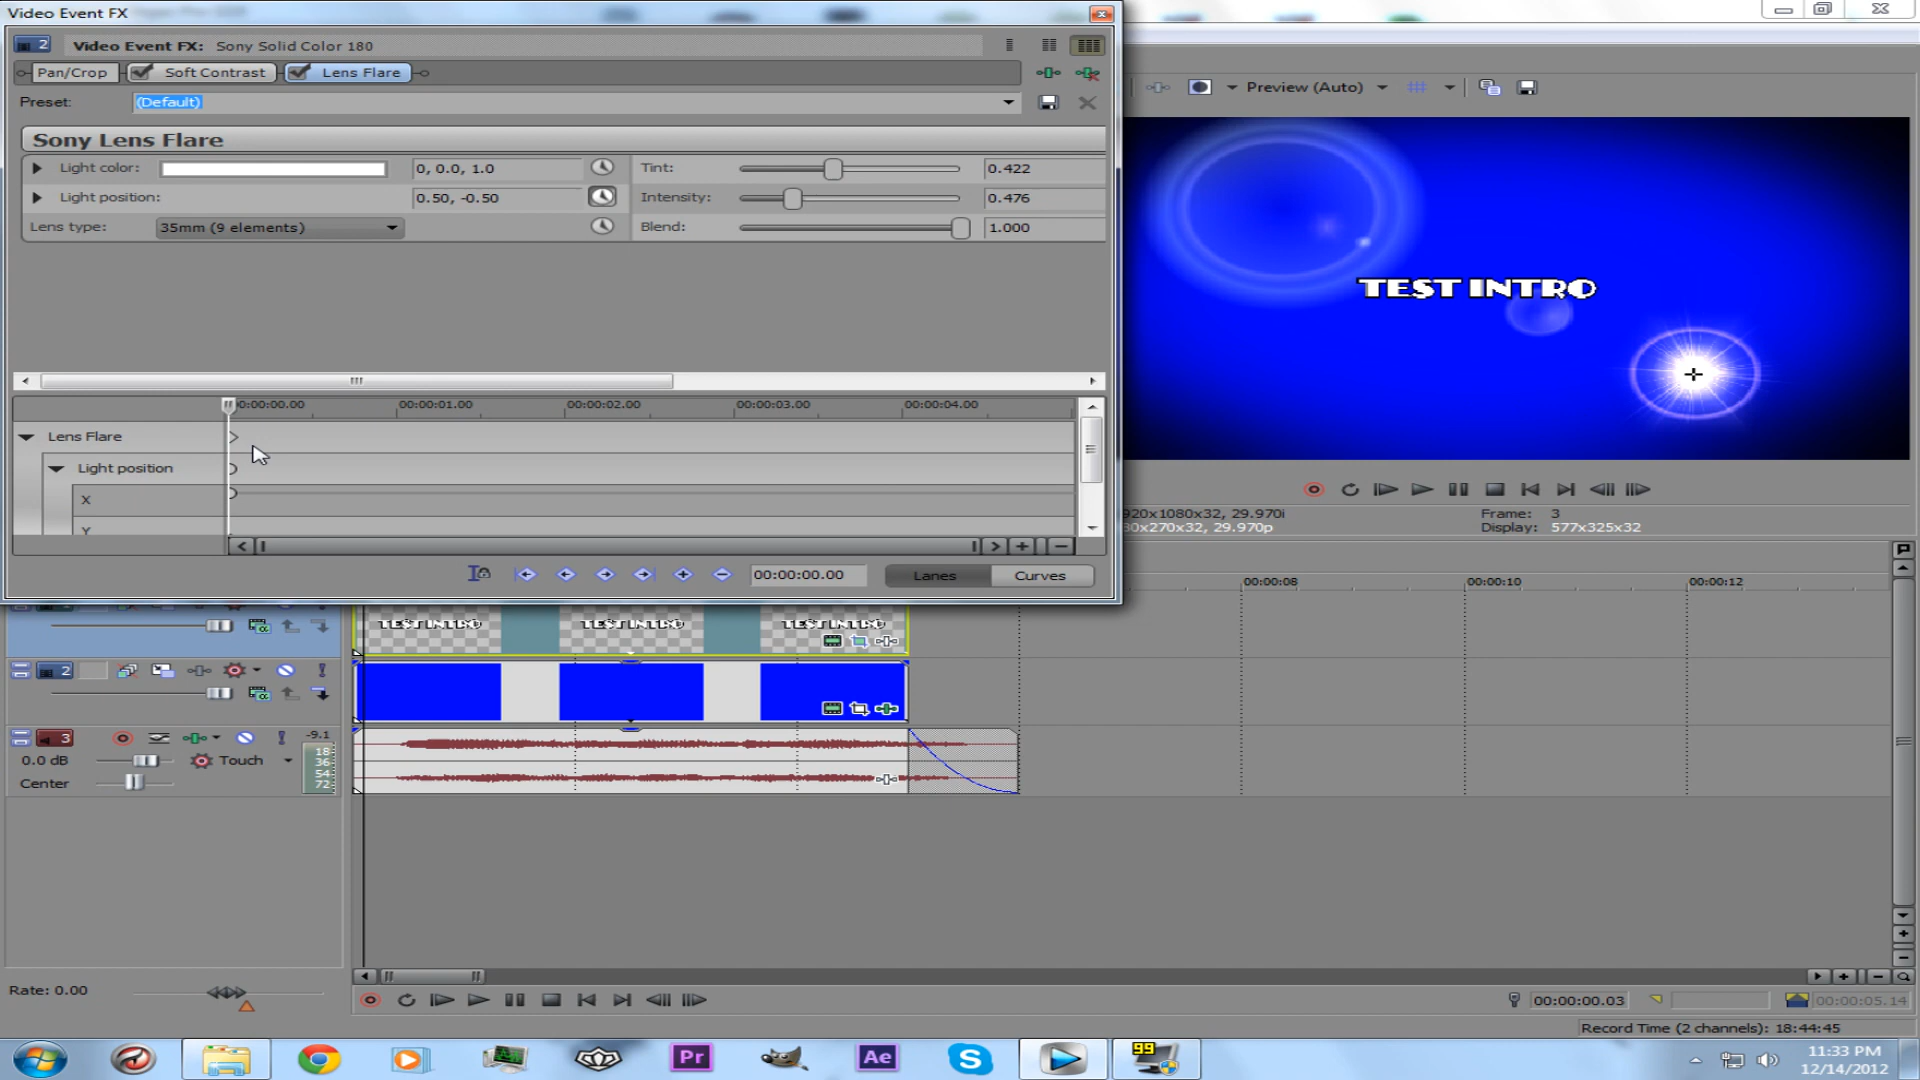 Video Event FX
2 Video Event FX: Sony Solid Color 180
Pan/Crop Soft Contrast Lens Flare
Preset: (Default)
Sony Lens Flare
Light color: 0, 0.0, 1.0 Tint: 0.422
Light position: 0.50, -0.50 Intensity: 0.476
Lens type: 35mm (9 elements) Blend: 1.000
00:00:00.00 00:00:01.00 00:00:02.00 00:00:03.00 00:00:04.00
Lens Flare
Light position
X
Y
00:00:00.00 Lanes Curves
Preview (Auto)
TEST INTRO
920x1080x32, 29.970i Frame: 3
80x270x32, 29.970p Display: 577x325x32
00:00:08 00:00:10 00:00:12
TEST INTRO TEST INTRO TEST INTRO
2
3 -9.1
0.0 dB Touch
Center
18
36
54
72
Rate: 0.00
00:00:00.03 00:00:05.14
Record Time (2 channels): 18:44:45
Pr Ae S 99
11:33 PM
12/14/2012